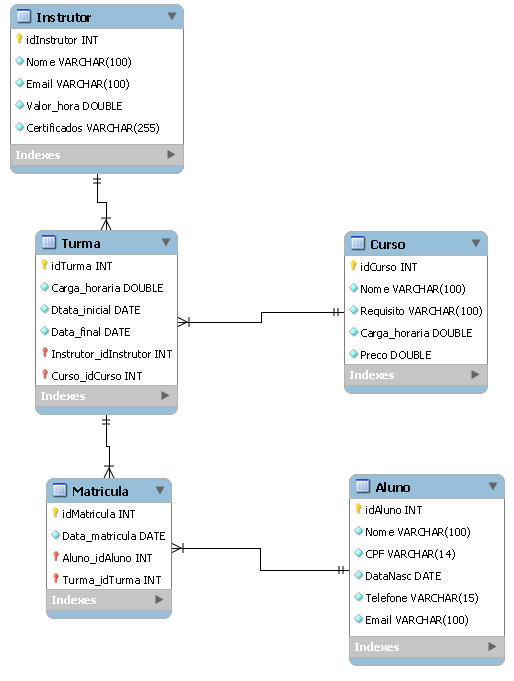 Instrutor
idInstrutor INT
Nome VARCHAR(100)
Email VARCHAR(100)
Valor_hora DOUBLE
Certificados VARCHAR(255)
Indexes
Turma
idTurma INT
Carga_horaria DOUBLE
Dtata_inicial DATE
Data_final DATE
Instrutor_idInstrutor INT
Curso_idCurso INT
Indexes
Curso
idCurso INT
Nome VARCHAR(100)
Requisito VARCHAR(100)
Carga_horaria DOUBLE
Preco DOUBLE
Indexes
Matricula
idMatricula INT
Data_matricula DATE
Aluno_idAluno INT
Turma_idTurma INT
Indexes
Aluno
idAluno INT
Nome VARCHAR(100)
CPF VARCHAR(14)
DataNasc DATE
Telefone VARCHAR(15)
Email VARCHAR(100)
Indexes